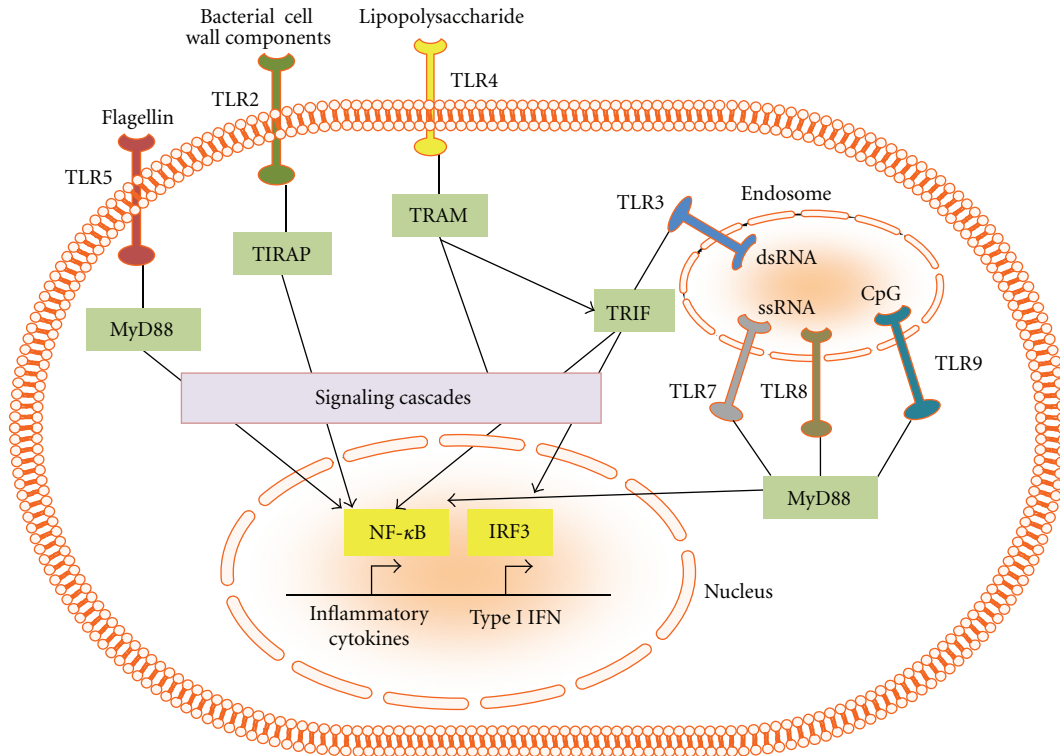 Bacterial cell
wall components
Lipopolysaccharide
TLR4
TLR2
Flagellin
TLR5
Endosome
TLR3
TRAM
TIRAP
dsRNA
CpG
ssRNA
TRIF
MyD88
TLR9
TLR7
TLR8
Signaling cascades
MyD88
NF-κB
IRF3
Nucleus
Inflammatory
cytokines
Type I IFN